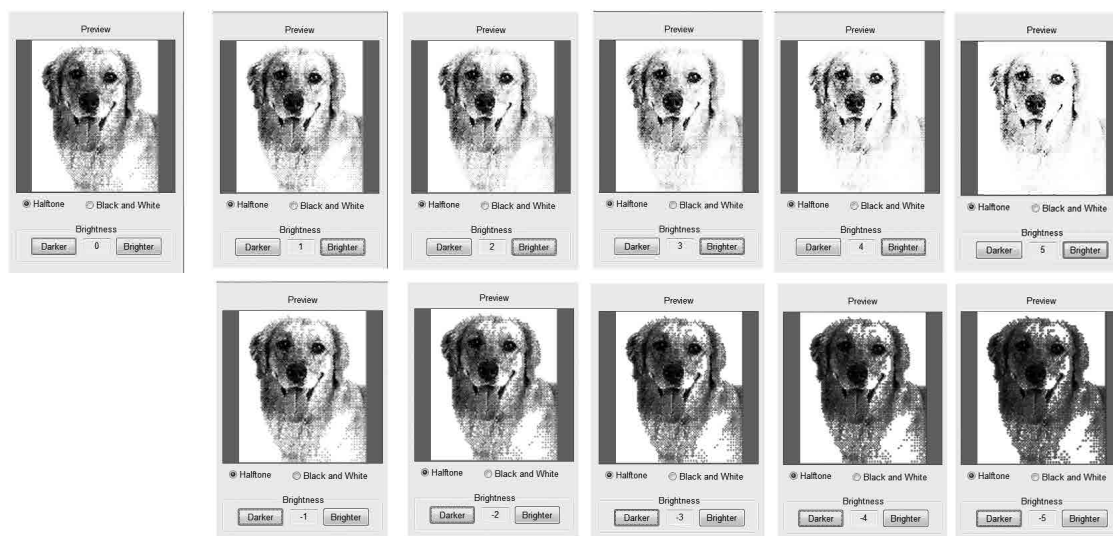 Preview
Halftone Black and White
Brightness
Darker 0 Brighter
Preview
Halftone Black and White
Brightness
Darker 1 Brighter
Preview
Halftone Black and White
Brightness
Darker 2 Brighter
Preview
Halftone Black and White
Brightness
Darker 3 Brighter
Preview
Halftone Black and White
Brightness
Darker 4 Brighter
Preview
Halftone Black and White
Brightness
Darker 5 Brighter
Preview
Halftone Black and White
Brightness
Darker -1 Brighter
Preview
Halftone Black and White
Brightness
Darker -2 Brighter
Preview
Halftone Black and White
Brightness
Darker -3 Brighter
Preview
Halftone Black and White
Brightness
Darker -4 Brighter
Preview
Halftone Black and White
Brightness
Darker -5 Brighter